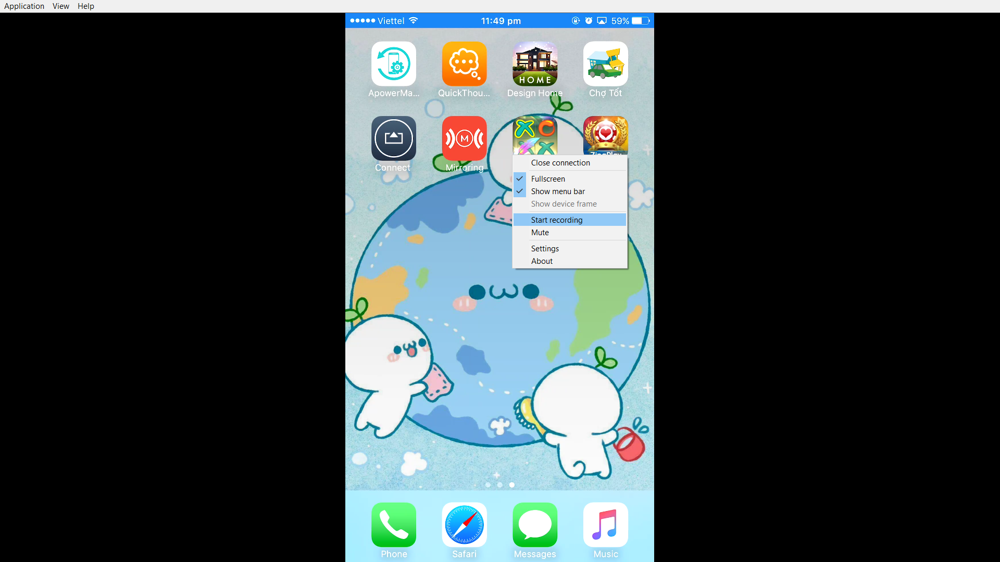 Application View Help
Viettel 11:49 pm 59%
HOME
ApowerMa... QuickThou... Design Home Chợ Tốt
M
Connect Mirroring
Close connection
Fullscreen
Show menu bar
Show device frame
Start recording
Mute
Settings
About
Phone Safari Messages Music